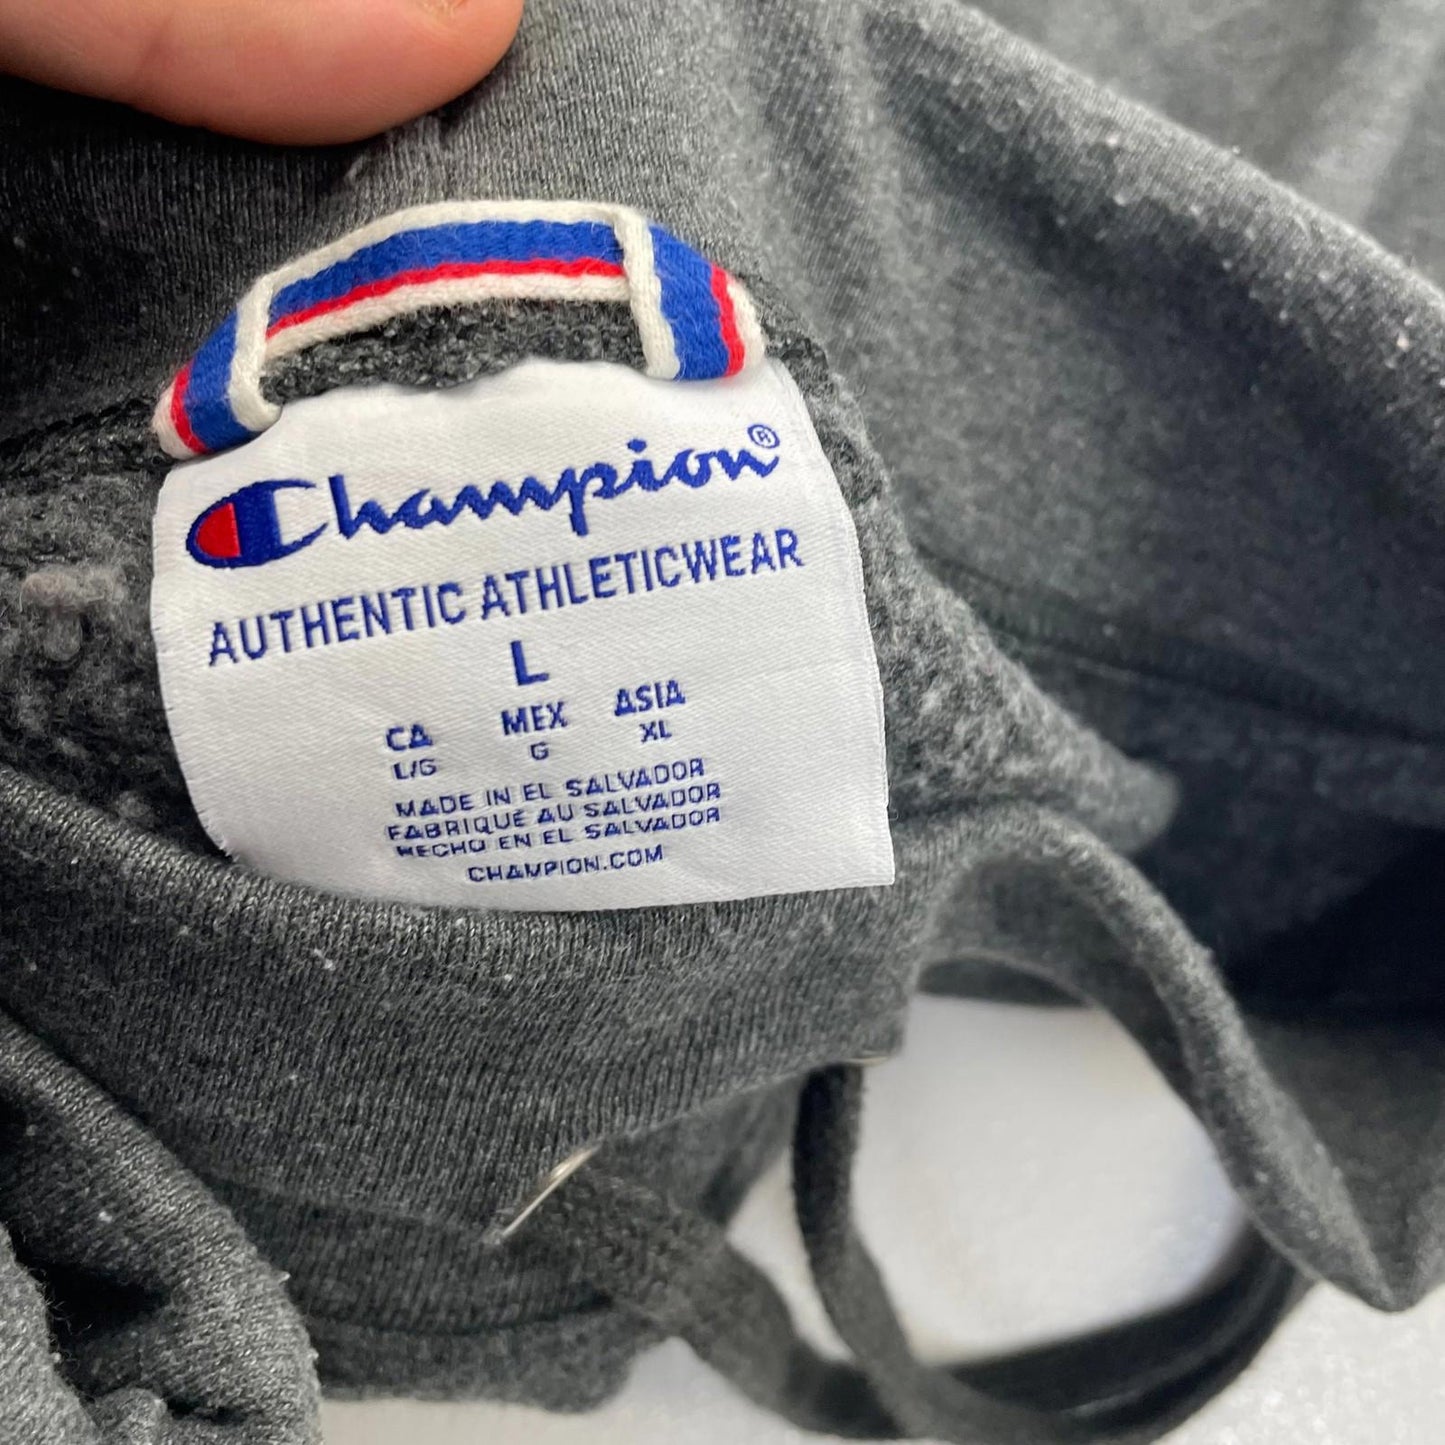 Champion®
AUTHENTIC ATHLETICWEAR
L
CA MEX ASIA
L/G G XL
MADE IN EL SALVADOR
FABRIQUÉ AU SALVADOR
HECHO EN EL SALVADOR
CHAMPION.COM